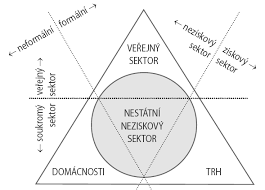 ← neformální formální →
← neziskový ziskový →
sektor sektor
VEŘEJNÝ
SEKTOR
← soukromý veřejný →
sektor sektor
NESTÁTNÍ
NEZISKOVÝ
SEKTOR
DOMÁCNOSTI
TRH